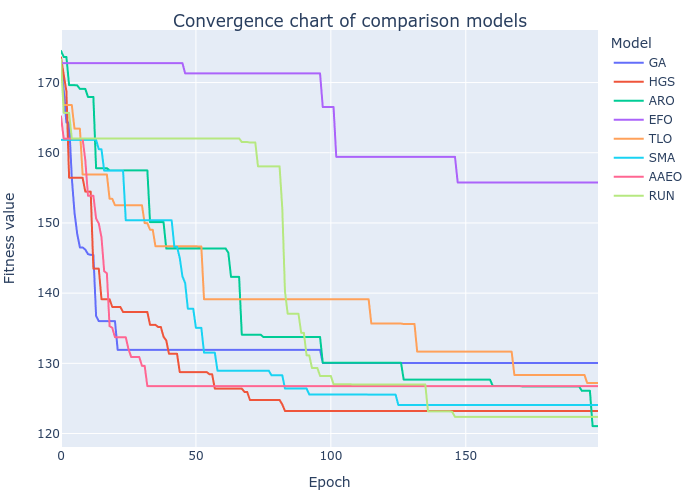 Convergence chart of comparison models
Model
GA
HGS
ARO
EFO
TLO
SMA
AAEO
RUN
Fitness value
170
160
150
140
130
120
0
50
100
150
Epoch